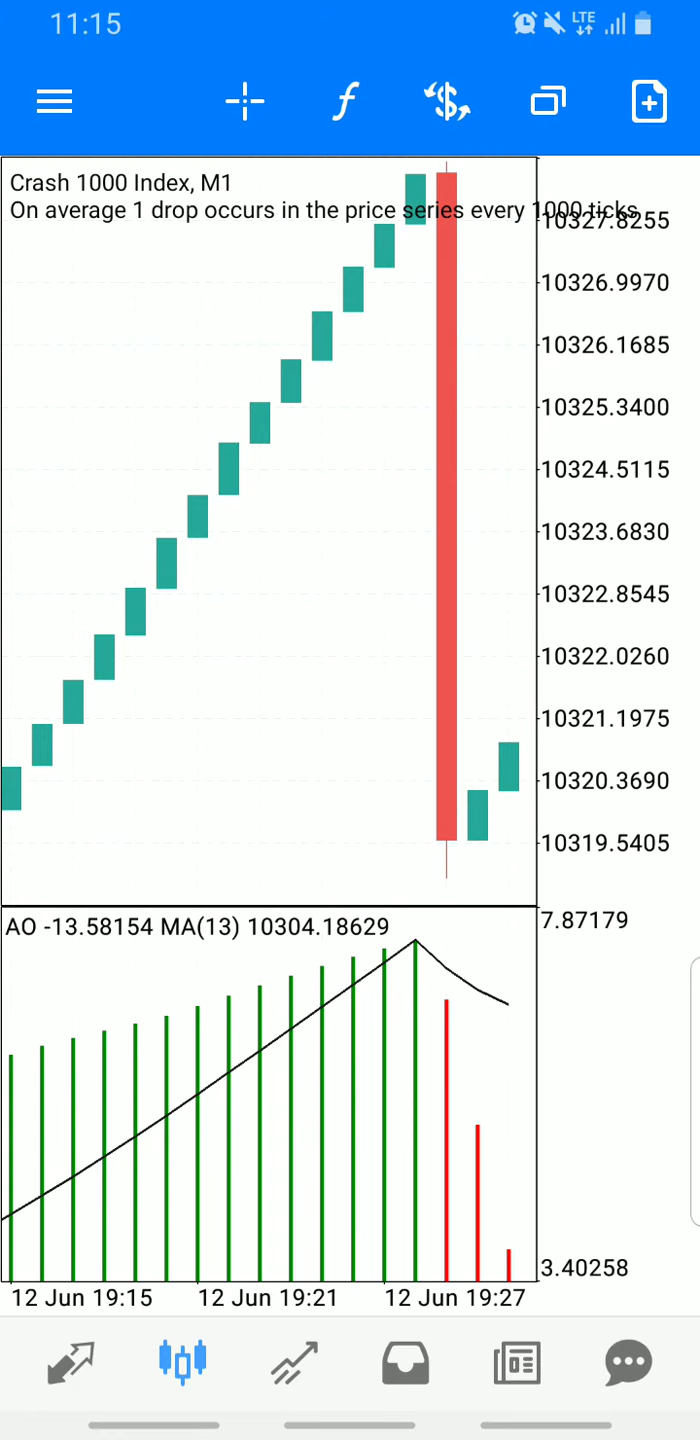 11:15
LTE
Crash 1000 Index, M1
On average 1 drop occurs in the price series every 1000 ticks
10327.8255
10326.9970
10326.1685
10325.3400
10324.5115
10323.6830
10322.8545
10322.0260
10321.1975
10320.3690
10319.5405
AO -13.58154 MA(13) 10304.18629
7.87179
3.40258
12 Jun 19:15 12 Jun 19:21 12 Jun 19:27